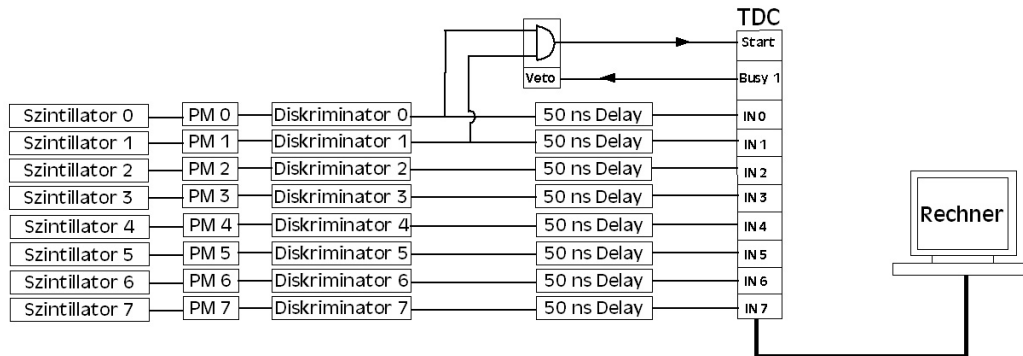 TDC
Start
Veto
Busy 1
Szintillator 0 PM 0 Diskriminator 0 50 ns Delay IN 0
Szintillator 1 PM 1 Diskriminator 1 50 ns Delay IN 1
Szintillator 2 PM 2 Diskriminator 2 50 ns Delay IN 2
Szintillator 3 PM 3 Diskriminator 3 50 ns Delay IN 3
Szintillator 4 PM 4 Diskriminator 4 50 ns Delay IN 4
Szintillator 5 PM 5 Diskriminator 5 50 ns Delay IN 5
Szintillator 6 PM 6 Diskriminator 6 50 ns Delay IN 6
Szintillator 7 PM 7 Diskriminator 7 50 ns Delay IN 7
Rechner